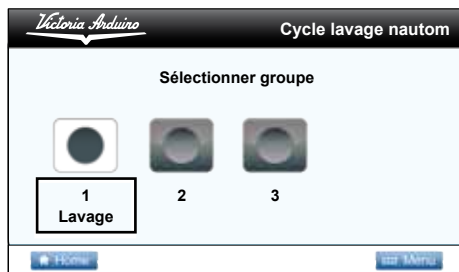 Victoria Arduino
Cycle lavage nautom
Sélectionner groupe
1 2 3
Lavage
Home Menu